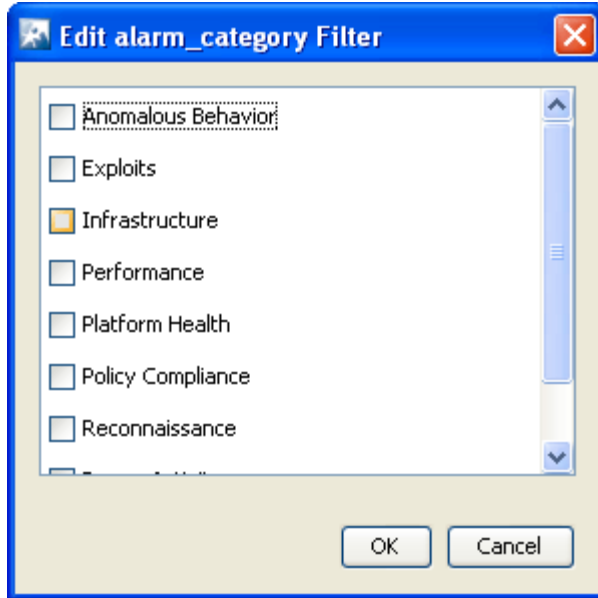 Edit alarm_category Filter
Anomalous Behavior
Exploits
Infrastructure
Performance
Platform Health
Policy Compliance
Reconnaissance
OK
Cancel